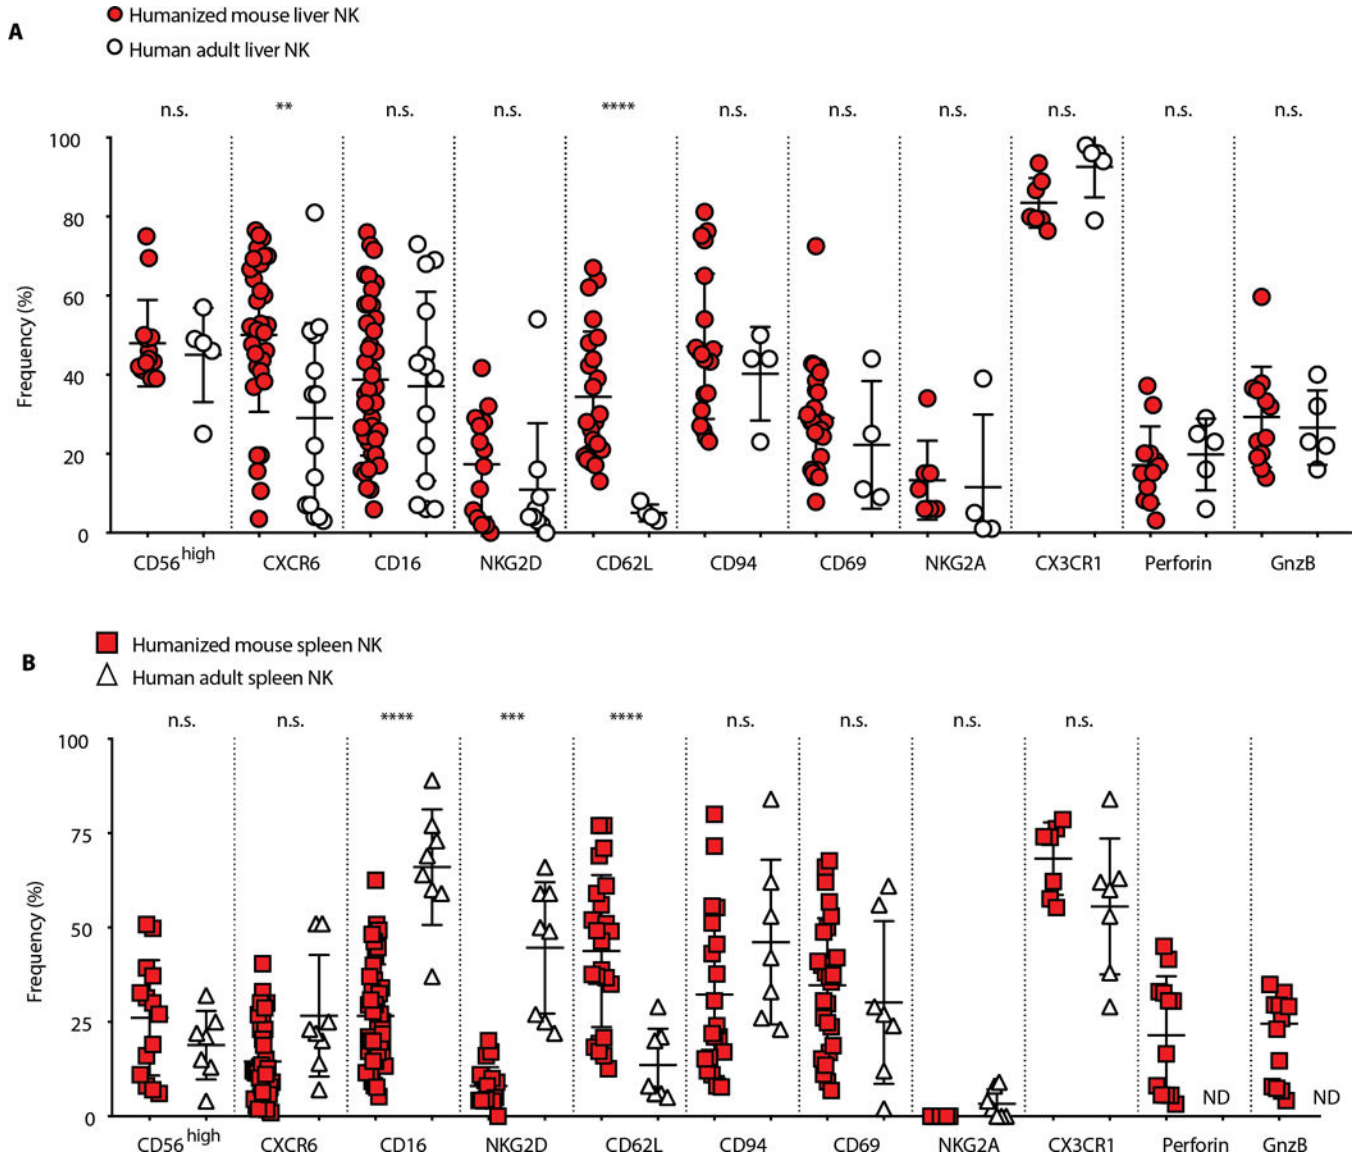 A
Humanized mouse liver NK
Human adult liver NK
n.s. ** n.s. n.s. **** n.s. n.s. n.s. n.s. n.s. n.s.
100
80
60
40
20
0
Frequency (%)
CD56high CXCR6 CD16 NKG2D CD62L CD94 CD69 NKG2A CX3CR1 Perforin GnzB
B
Humanized mouse spleen NK
Human adult spleen NK
n.s. n.s. **** *** **** n.s. n.s. n.s. n.s.
100
75
50
25
0
Frequency (%)
ND ND
CD56high CXCR6 CD16 NKG2D CD62L CD94 CD69 NKG2A CX3CR1 Perforin GnzB